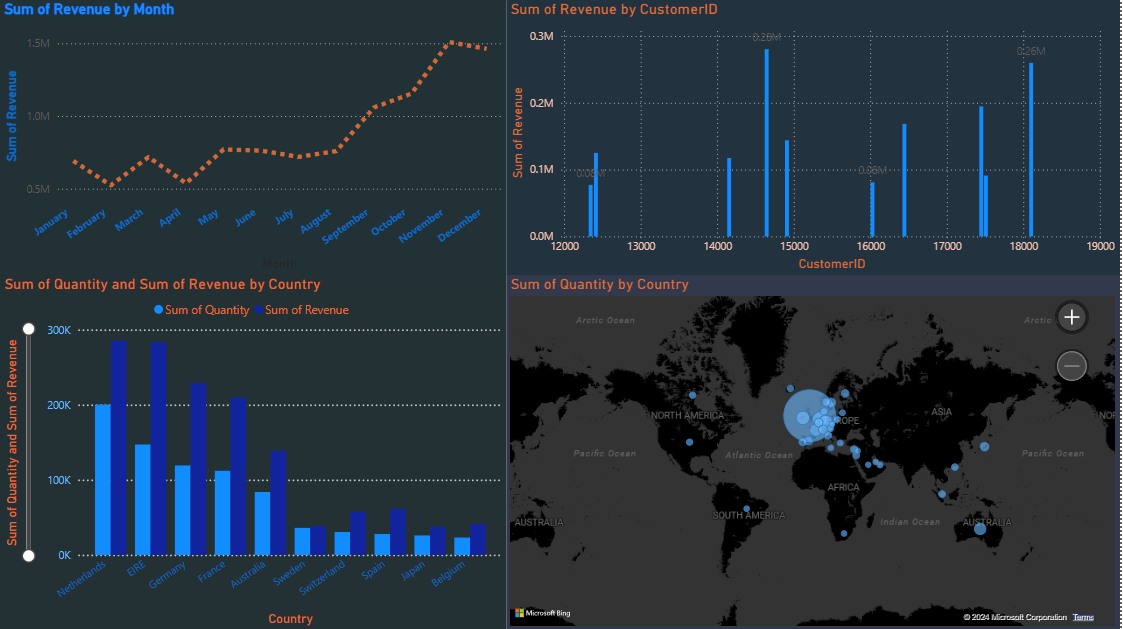 Sum of Revenue by Month
Sum of Revenue
1.5M
1.0M
0.5M
January
February
March
April
May
June
July
August
September
October
November
December
Month
Sum of Revenue by CustomerID
Sum of Revenue
0.3M
0.2M
0.1M
0.0M
0.08M
0.28M
0.08M
0.26M
12000
13000
14000
15000
16000
17000
18000
19000
CustomerID
Sum of Quantity and Sum of Revenue by Country
Sum of Quantity
Sum of Revenue
Sum of Quantity and Sum of Revenue
300K
200K
100K
0K
Netherlands
EIRE
Germany
France
Australia
Sweden
Switzerland
Spain
Japan
Belgium
Country
Sum of Quantity by Country
Arctic Ocean
Arctic
NORTH AMERICA
ROPE
ASIA
NOR
Pacific Ocean
Atlantic Ocean
Pacific Ocean
AFRICA
AUSTRALIA
SOUTH AMERICA
Indian Ocean
AUSTRALIA
Microsoft Bing
© 2024 Microsoft Corporation Terms